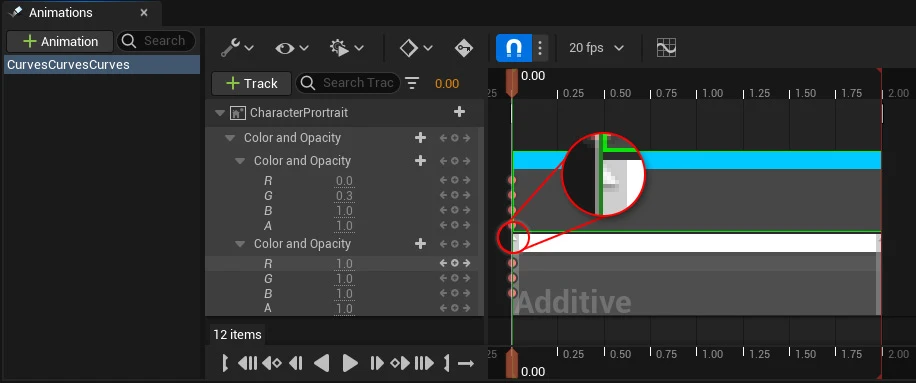 Animations ×
+ Animation Search
CurvesCurvesCurves
20 fps
+ Track Search Trac 0.00
0.00
25 0.25 0.50 0.75 1.00 1.25 1.50 1.75 2.00
CharacterPrortrait
Color and Opacity
Color and Opacity
R 0.0
G 0.3
B 1.0
A 1.0
Color and Opacity
R 1.0
G 1.0
B 1.0
A 1.0
Additive
12 items
25 0.25 0.50 0.75 1.00 1.25 1.50 1.75 2.00
0.00